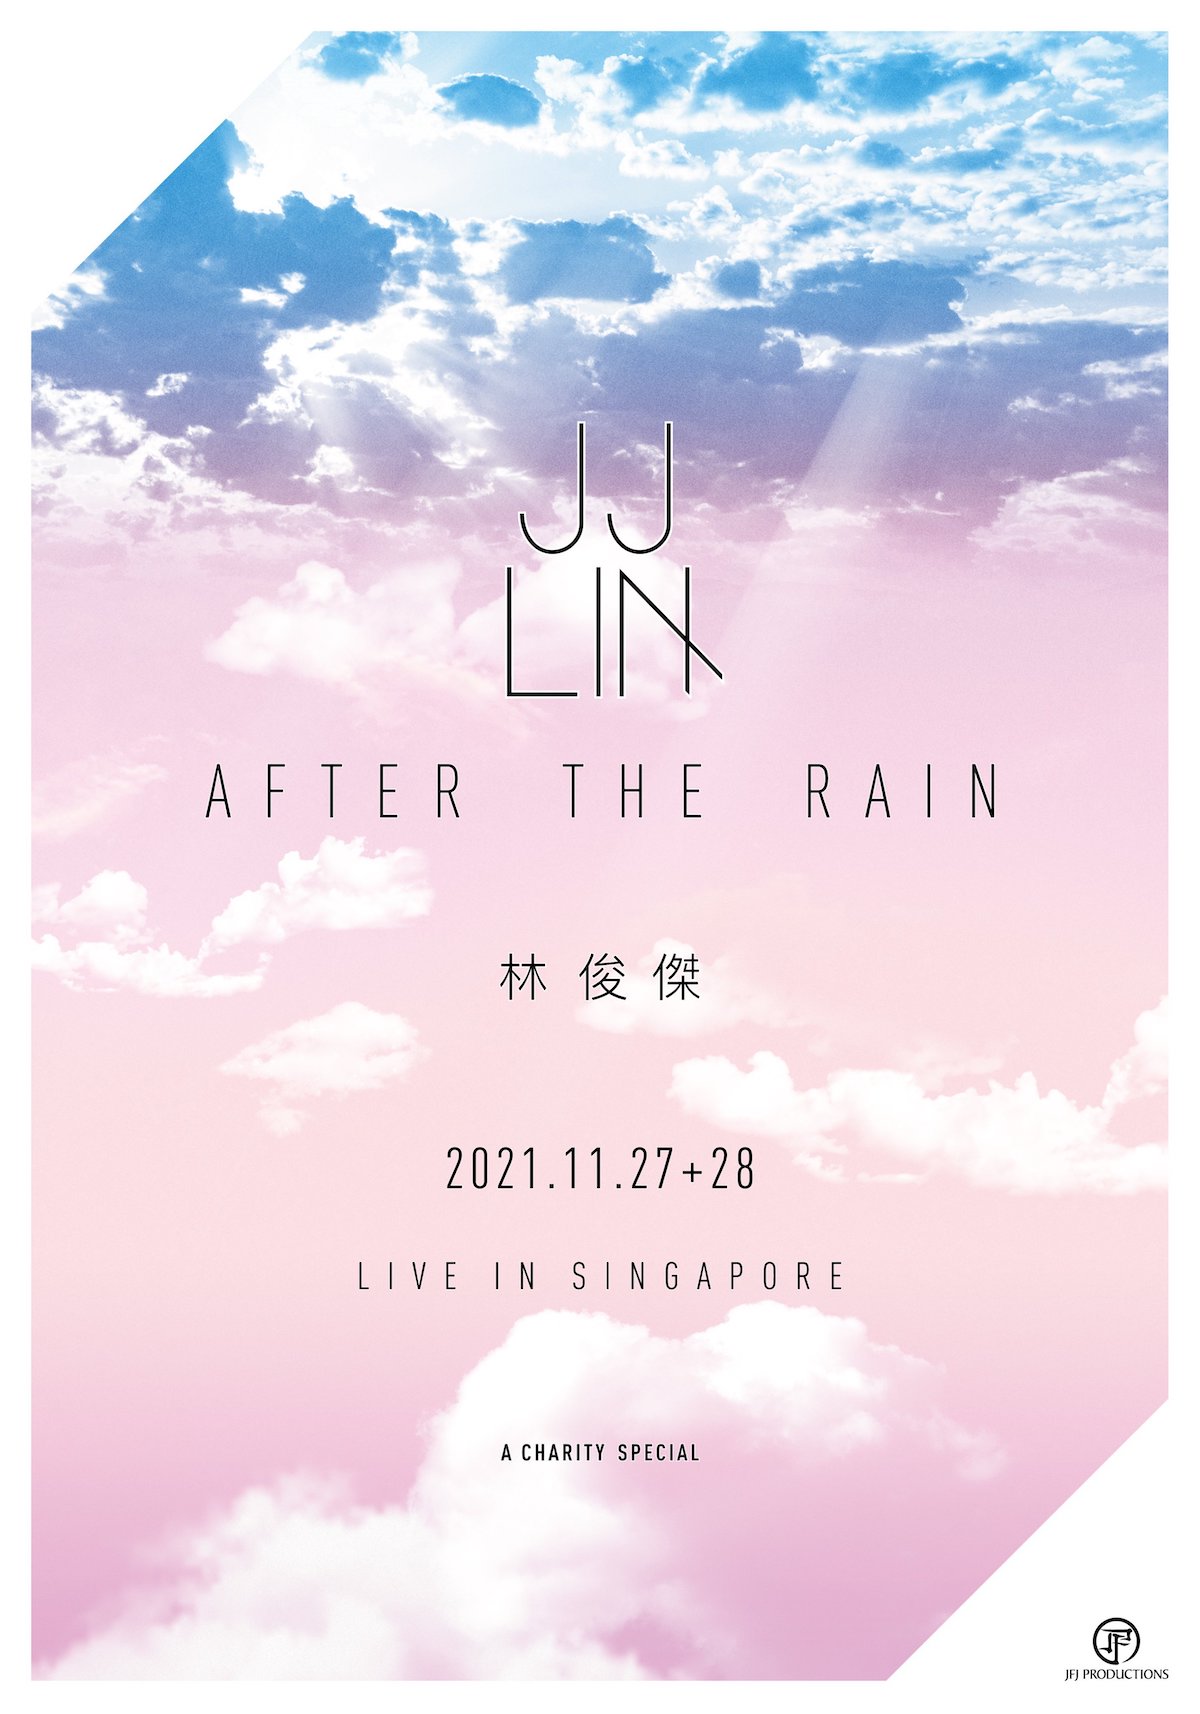 JJ
LIN
AFTER THE RAIN
林俊傑
2021.11.27+28
LIVE IN SINGAPORE
A CHARITY SPECIAL
JFJ PRODUCTIONS